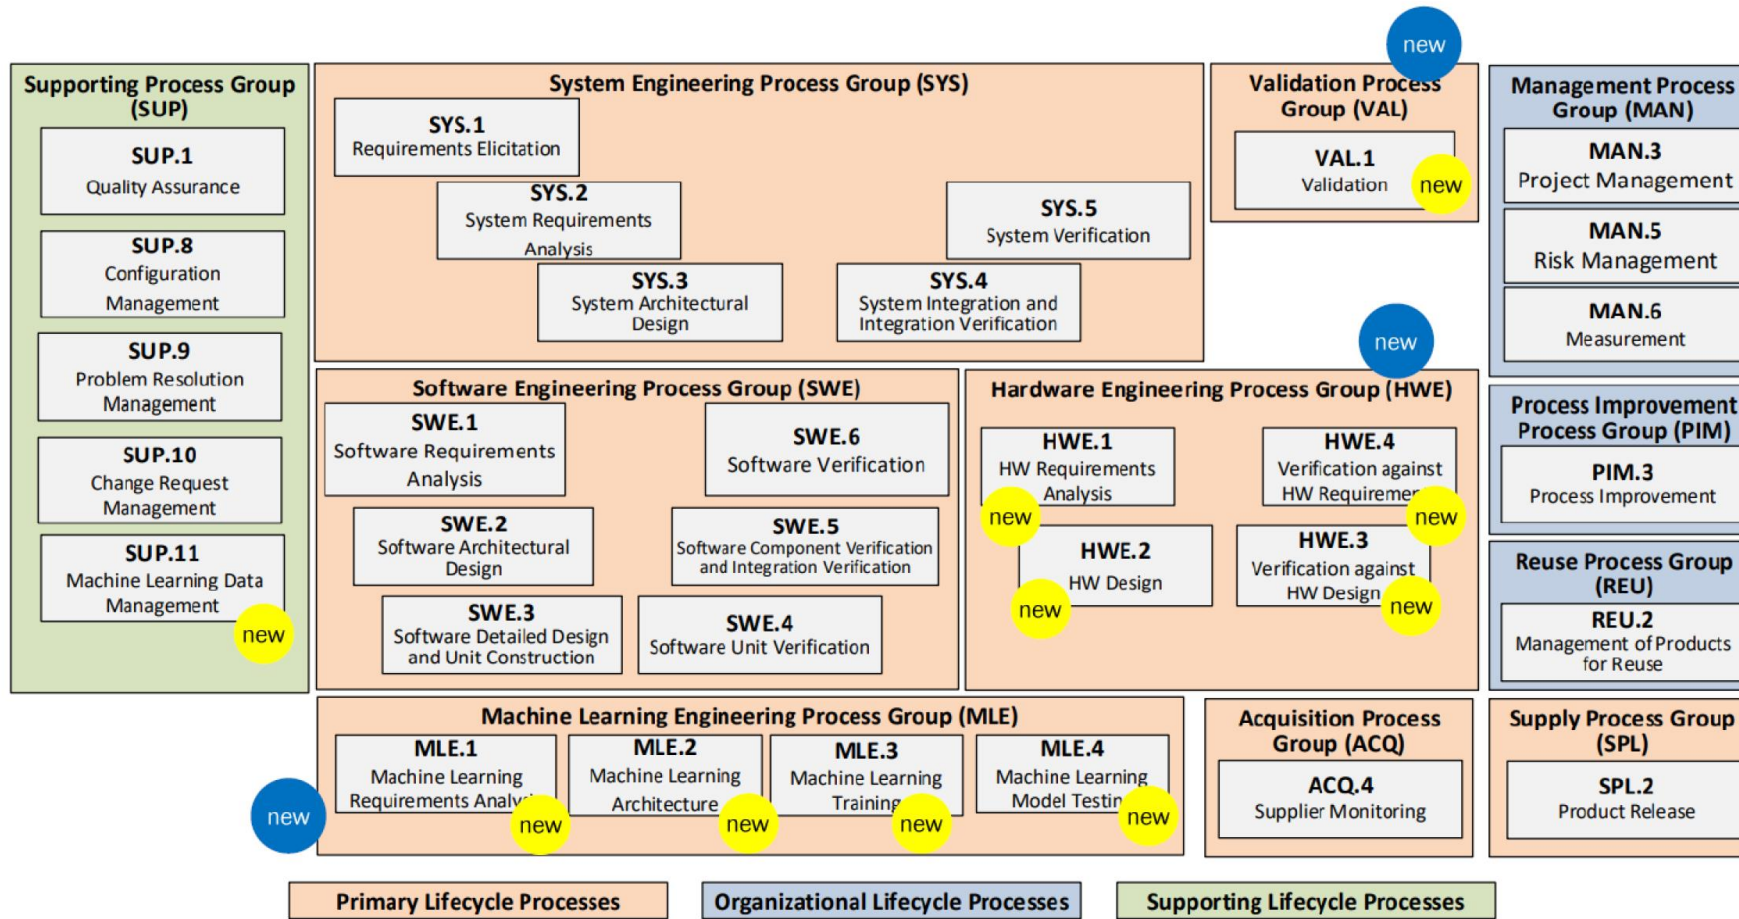 new
Supporting Process Group
(SUP)
SUP.1
Quality Assurance
SUP.8
Configuration
Management
SUP.9
Problem Resolution
Management
SUP.10
Change Request
Management
SUP.11
Machine Learning Data
Management
new
System Engineering Process Group (SYS)
SYS.1
Requirements Elicitation
SYS.2
System Requirements
Analysis
SYS.3
System Architectural
Design
SYS.4
System Integration and
Integration Verification
SYS.5
System Verification
Validation Process
Group (VAL)
VAL.1
Validation
new
Management Process
Group (MAN)
MAN.3
Project Management
MAN.5
Risk Management
MAN.6
Measurement
Software Engineering Process Group (SWE)
SWE.1
Software Requirements
Analysis
SWE.2
Software Architectural
Design
SWE.3
Software Detailed Design
and Unit Construction
SWE.4
Software Unit Verification
SWE.5
Software Component Verification
and Integration Verification
SWE.6
Software Verification
new
Hardware Engineering Process Group (HWE)
HWE.1
HW Requirements
Analysis
new
HWE.2
HW Design
new
HWE.3
Verification against
HW Design
new
HWE.4
Verification against
HW Requirement
new
Process Improvement
Process Group (PIM)
PIM.3
Process Improvement
Reuse Process Group
(REU)
REU.2
Management of Products
for Reuse
new
Machine Learning Engineering Process Group (MLE)
MLE.1
Machine Learning
Requirements Analysis
new
MLE.2
Machine Learning
Architecture
new
MLE.3
Machine Learning
Training
new
MLE.4
Machine Learning
Model Testing
new
Acquisition Process
Group (ACQ)
ACQ.4
Supplier Monitoring
Supply Process Group
(SPL)
SPL.2
Product Release
Primary Lifecycle Processes
Organizational Lifecycle Processes
Supporting Lifecycle Processes